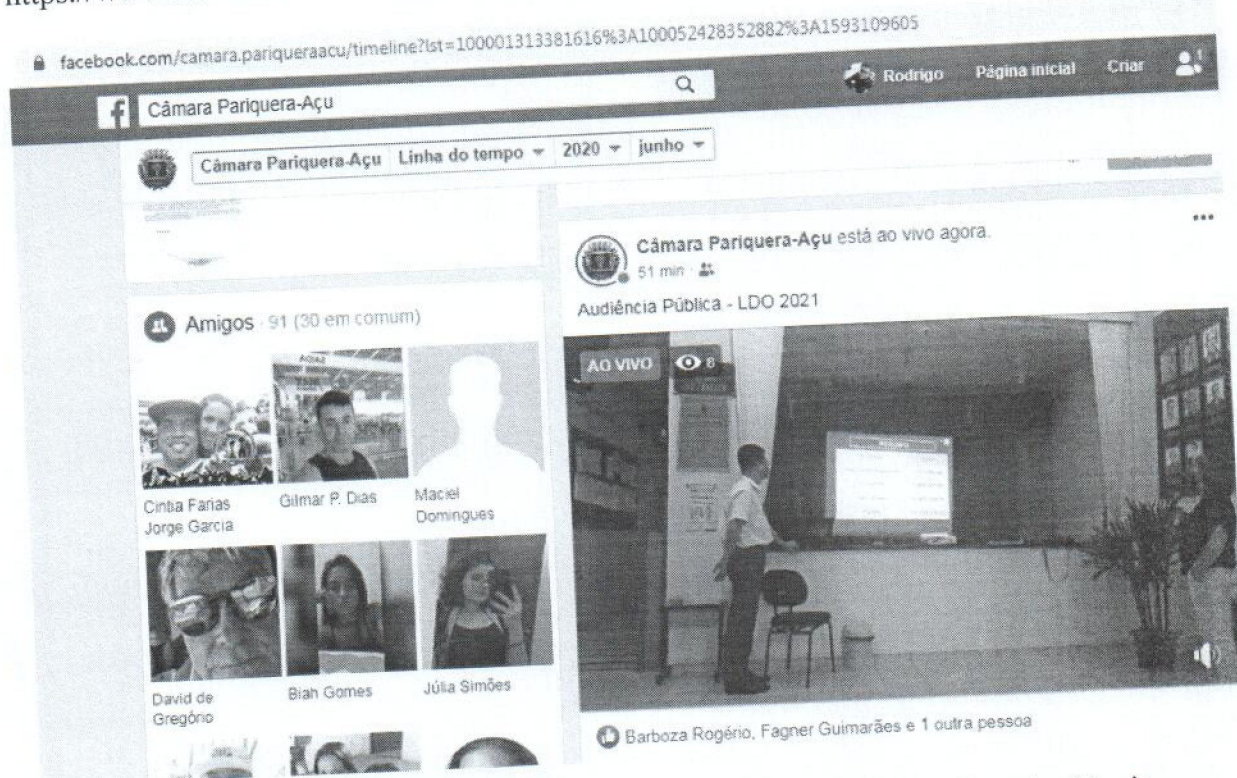 facebook.com/camara.pariqueraacu/timeline?lst=100001313381616%3A100052428352882%3A1593109605
Câmara Pariquera-Açu
Rodrigo Página inicial Criar 1
Câmara Pariquera-Açu Linha do tempo 2020 junho
Câmara Pariquera-Açu está ao vivo agora.
51 min
Audiência Pública - LDO 2021
Amigos · 91 (30 em comum)
AO VIVO 8
Cintia Farias
Jorge Garcia
Gilmar P. Dias
Maciel
Domingues
David de
Gregório
Biah Gomes
Júlia Simões
Barboza Rogério, Fagner Guimarães e 1 outra pessoa